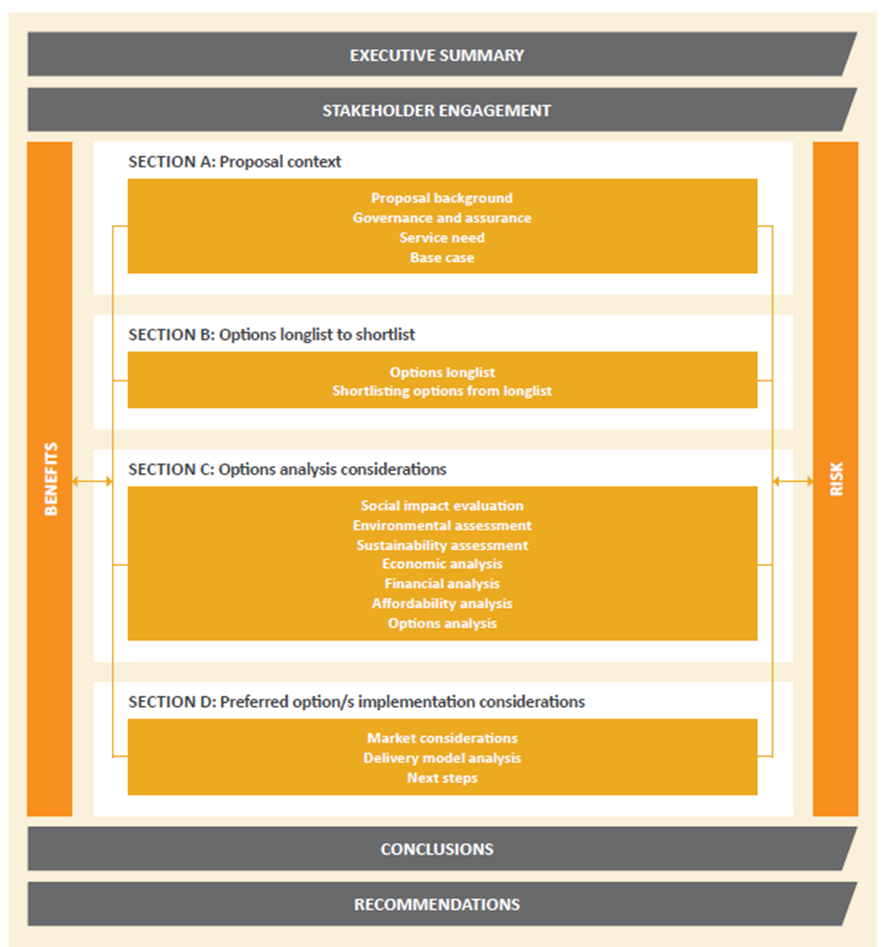 EXECUTIVE SUMMARY
STAKEHOLDER ENGAGEMENT
BENEFITS
SECTION A: Proposal context
Proposal background
Governance and assurance
Service need
Base case
SECTION B: Options longlist to shortlist
Options longlist
Shortlisting options from longlist
SECTION C: Options analysis considerations
Social impact evaluation
Environmental assessment
Sustainability assessment
Economic analysis
Financial analysis
Affordability analysis
Options analysis
SECTION D: Preferred option/s implementation considerations
Market considerations
Delivery model analysis
Next steps
RISK
CONCLUSIONS
RECOMMENDATIONS